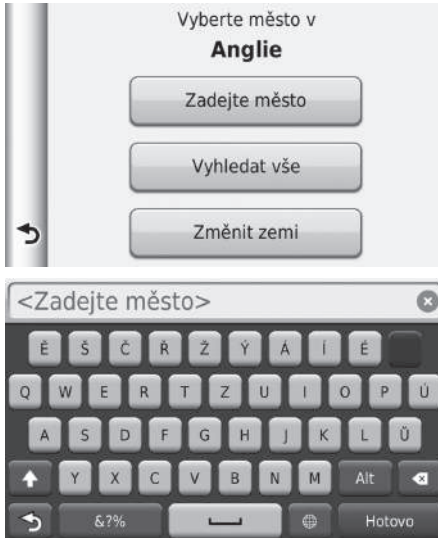 Vyberte město v
Anglie
Zadejte město
Vyhledat vše
Změnit zemi
<Zadejte město>
Ě Š Č Ř Ž Ý Á Í É
Q W E R T Z U I O P Ú
A S D F G H J K L Ů
Y X C V B N M Alt
&?% Hotovo